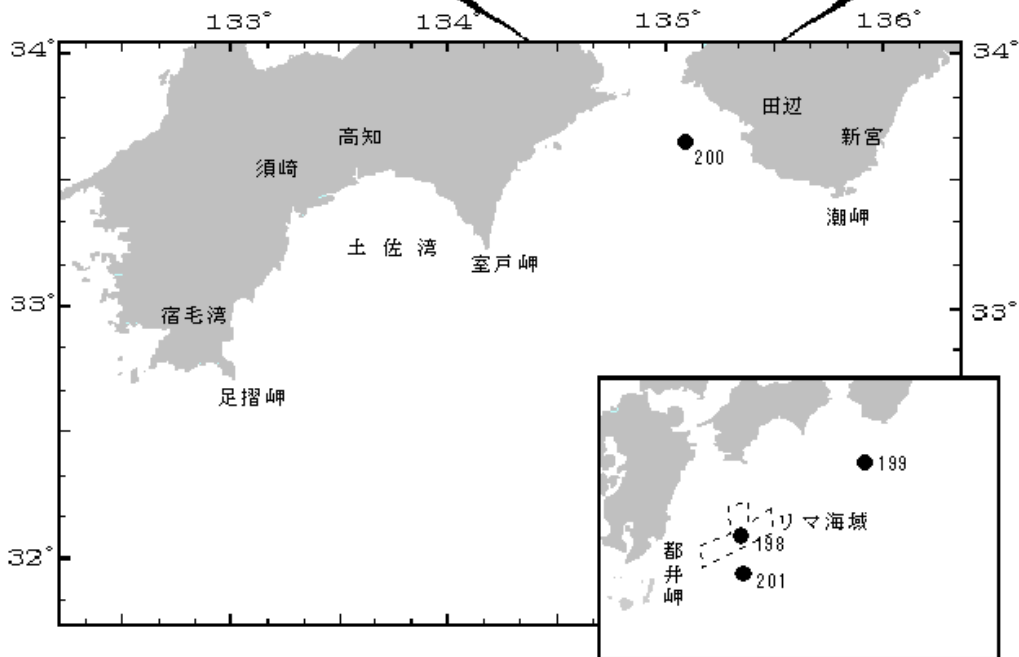 133° 134° 135° 136°
34° 34°
田辺
高知 新宮
200
須崎
潮岬
土佐湾
室戸岬
33° 33°
宿毛湾
足摺岬
199
リマ海域
198
都井岬
201
32°